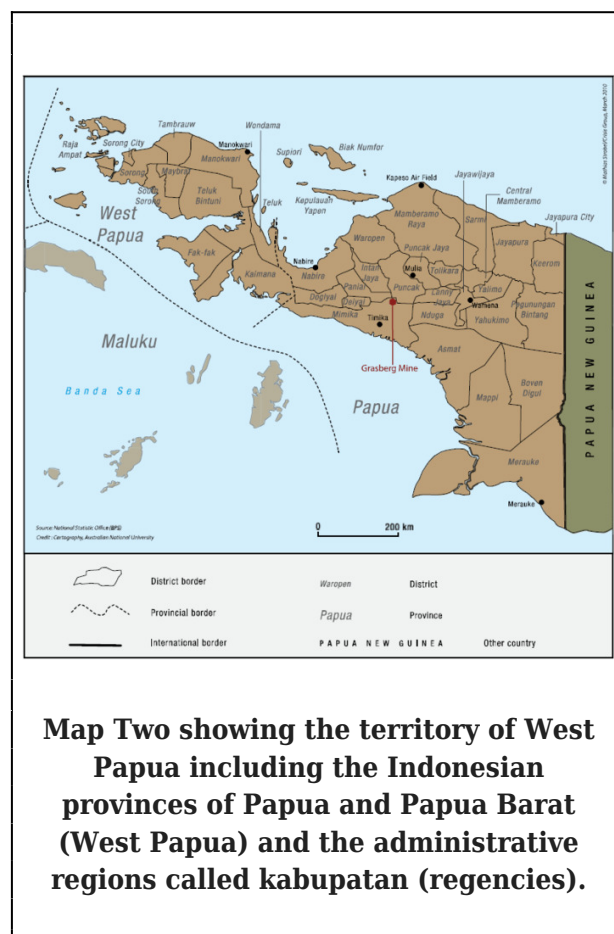 Tambrauw
Wondama
Sorong City
Manokwari
Supiori
Biak Numfor
Raja
Ampat
Manokwari
Kapeso Air Field
Jayawijaya
Sorong
Maybrat
Central
Mamberamo
South
Sorong
Teluk
Bintuni
Teluk
Kepulauan
Yapen
Mamberamo
Raya
Sarmi
Jayapura City
West
Papua
Waropen
Jayapura
Fak-fak
Kaimana
Nabire
Nabire
Intan
Jaya
Puncak Jaya
Mulia
Tolikara
Keerom
Paniai
Puncak
Lanny
Jaya
Yalimo
Dogiyai
Deiyai
Wamena
Pegunungan
Bintang
Mimika
Timika
Nduga
Yahukimo
Maluku
Asmat
Grasberg Mine
Banda Sea
Papua
Mappi
Boven
Digul
PAPUA NEW GUINEA
Merauke
Merauke
Source: National Statistic Office (BPS)
Credit : Cartography, Australian National University
0 200 km
District border
Waropen District
Provincial border
Papua Province
International border
PAPUA NEW GUINEA Other country
Map Two showing the territory of West
Papua including the Indonesian
provinces of Papua and Papua Barat
(West Papua) and the administrative
regions called kabupatan (regencies).